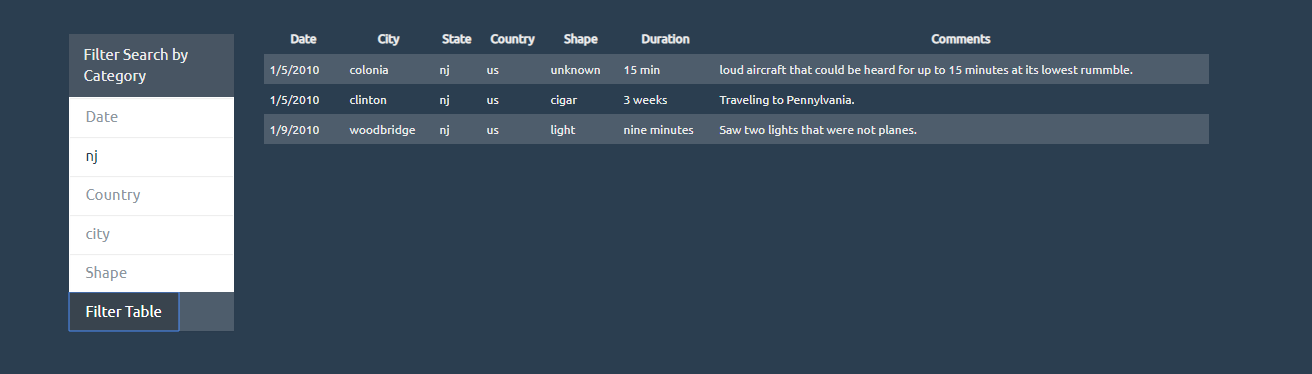 Filter Search by
Category
Date
nj
Country
city
Shape
Filter Table
Date City State Country Shape Duration Comments
1/5/2010 colonia nj us unknown 15 min loud aircraft that could be heard for up to 15 minutes at its lowest rummble.
1/5/2010 clinton nj us cigar 3 weeks Traveling to Pennylvania.
1/9/2010 woodbridge nj us light nine minutes Saw two lights that were not planes.